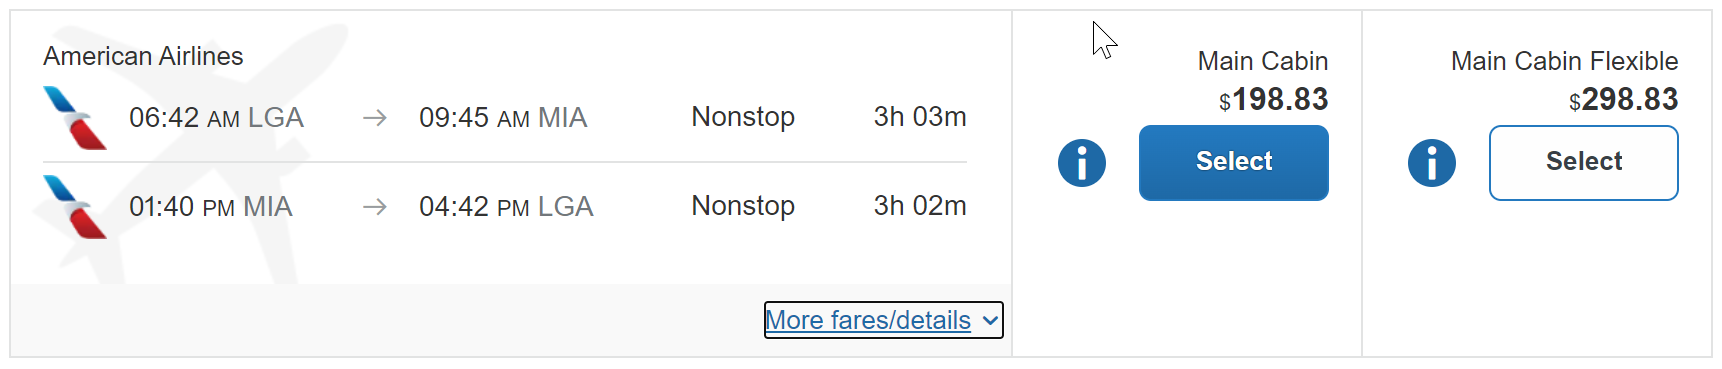 American Airlines
06:42 AM LGA → 09:45 AM MIA Nonstop 3h 03m
01:40 PM MIA → 04:42 PM LGA Nonstop 3h 02m
More fares/details
Main Cabin
$198.83
Select
Main Cabin Flexible
$298.83
Select